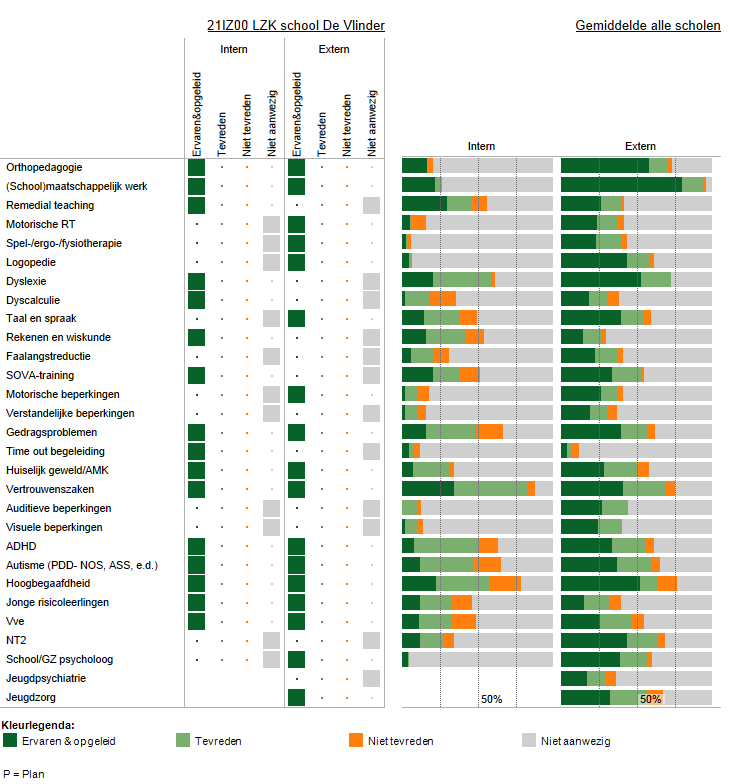 21IZ00 LZK school De Vlinder
Gemiddelde alle scholen
Intern
Extern
Ervaren&opgeleid
Tevreden
Niet tevreden
Niet aanwezig
Ervaren&opgeleid
Tevreden
Niet tevreden
Niet aanwezig
Intern
Extern
Orthopedagogie
(School)maatschappelijk werk
Remedial teaching
Motorische RT
Spel-/ergo-/fysiotherapie
Logopedie
Dyslexie
Dyscalculie
Taal en spraak
Rekenen en wiskunde
Faalangstreductie
SOVA-training
Motorische beperkingen
Verstandelijke beperkingen
Gedragsproblemen
Time out begeleiding
Huiselijk geweld/AMK
Vertrouwenszaken
Auditieve beperkingen
Visuele beperkingen
ADHD
Autisme (PDD- NOS, ASS, e.d.)
Hoogbegaafdheid
Jonge risicoleerlingen
Vve
NT2
School/GZ psycholoog
Jeugdpsychiatrie
Jeugdzorg
50%
50%
Kleurlegenda:
Ervaren & opgeleid
Tevreden
Niet tevreden
Niet aanwezig
P = Plan